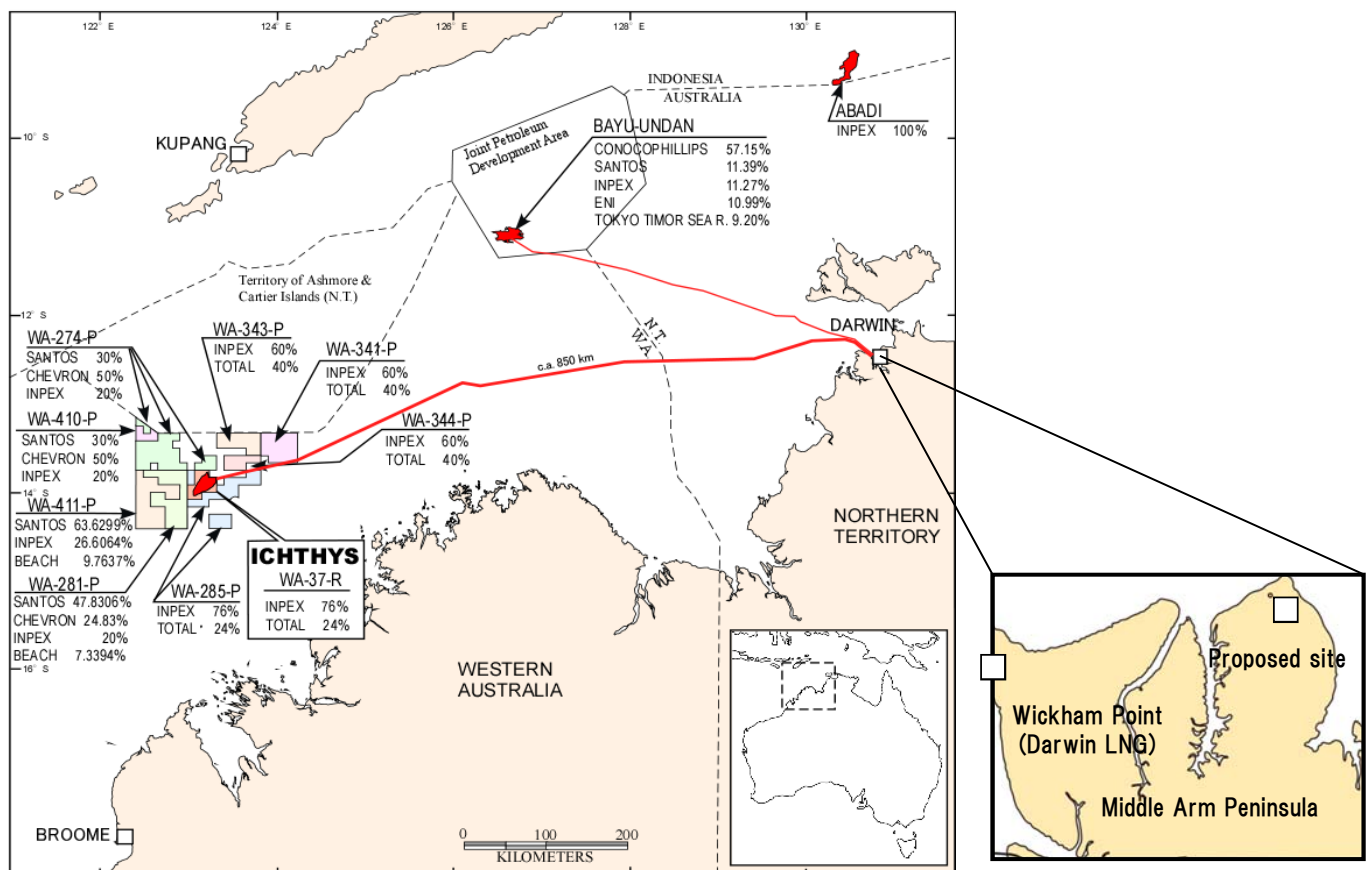 122° E
124° E
126° E
128° E
130° E
INDONESIA
AUSTRALIA
ABADI
INPEX 100%
10° S
KUPANG
Joint Petroleum
Development Area
BAYU-UNDAN
CONOCOPHILLIPS 57.15%
SANTOS 11.39%
INPEX 11.27%
ENI 10.99%
TOKYO TIMOR SEA R. 9.20%
Territory of Ashmore &
Cartier Islands (N.T.)
12° S
N.T.
WA
DARWIN
c.a. 850 km
WA-274-P
SANTOS 30%
CHEVRON 50%
INPEX 20%
WA-343-P
INPEX 60%
TOTAL 40%
WA-341-P
INPEX 60%
TOTAL 40%
WA-410-P
SANTOS 30%
CHEVRON 50%
INPEX 20%
WA-344-P
INPEX 60%
TOTAL 40%
14° S
WA-411-P
SANTOS 63.6299%
INPEX 26.6064%
BEACH 9.7637%
WA-281-P
SANTOS 47.8306%
CHEVRON 24.83%
INPEX 20%
BEACH 7.3394%
WA-285-P
INPEX 76%
TOTAL 24%
ICHTHYS
WA-37-R
INPEX 76%
TOTAL 24%
NORTHERN
TERRITORY
16° S
WESTERN
AUSTRALIA
BROOME
0 100 200
KILOMETERS
Proposed site
Wickham Point
(Darwin LNG)
Middle Arm Peninsula